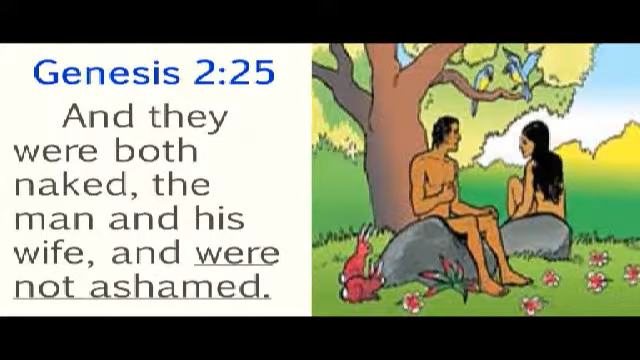 Genesis 2:25
And they
were both
naked, the
man and his
wife, and were
not ashamed.